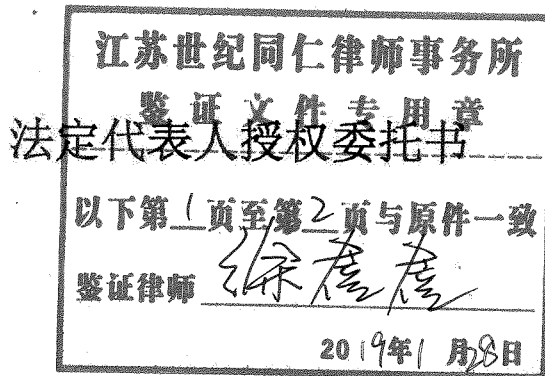 江苏世纪同仁律师事务所
鉴证文件专用章
法定代表人授权委托书
以下第1页至第2页与原件一致
鉴证律师
2019年1月28日